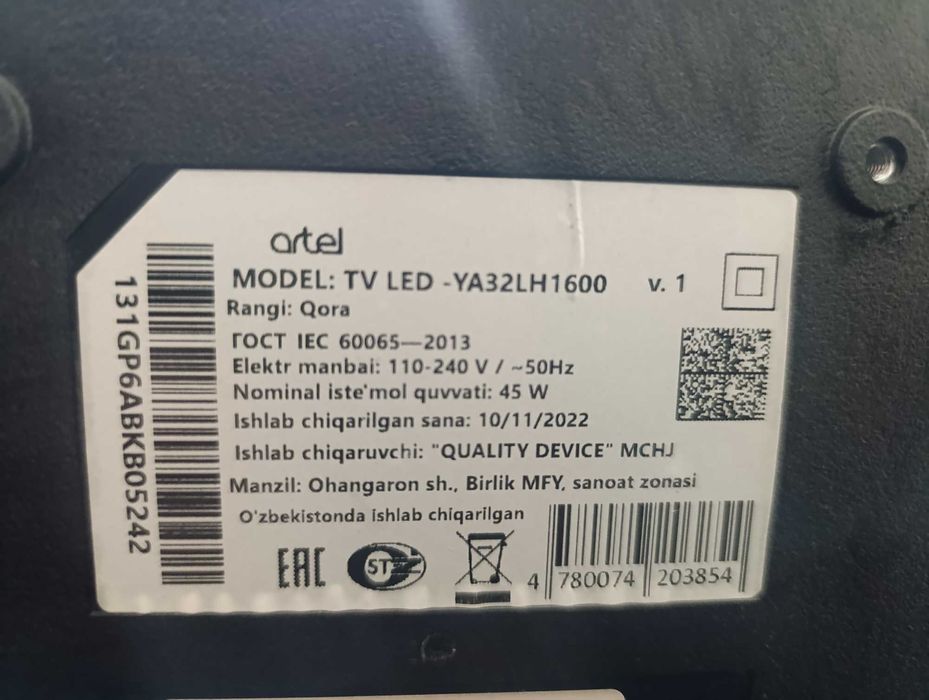 artel
MODEL: TV LED -YA32LH1600 v. 1
Rangi: Qora
ГОСТ IEC 60065—2013
Elektr manbai: 110-240 V / ~50Hz
Nominal iste'mol quvvati: 45 W
Ishlab chiqarilgan sana: 10/11/2022
Ishlab chiqaruvchi: "QUALITY DEVICE" MCHJ
Manzil: Ohangaron sh., Birlik MFY, sanoat zonasi
O'zbekistonda ishlab chiqarilgan
EAC
ST
4 780074 203854
131GP6ABKB05242